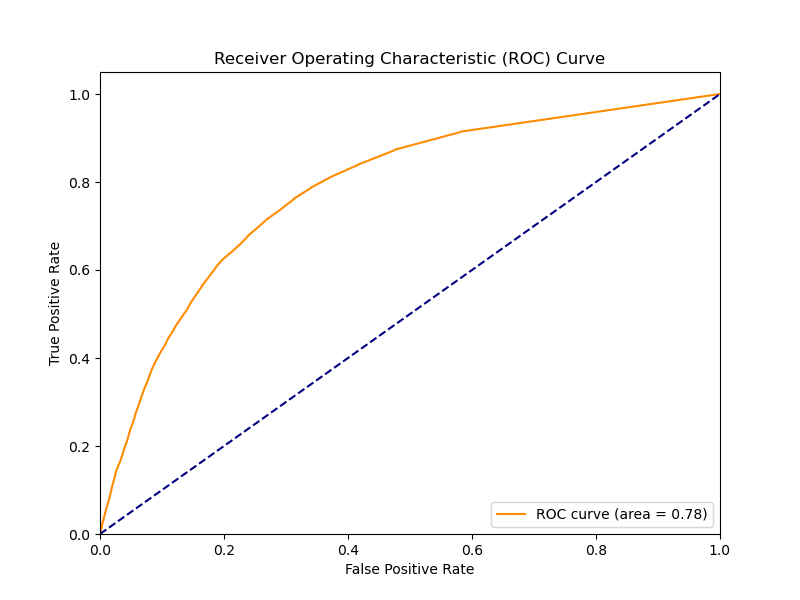 Receiver Operating Characteristic (ROC) Curve
True Positive Rate
1.0
0.8
0.6
0.4
0.2
0.0
ROC curve (area = 0.78)
0.0 0.2 0.4 0.6 0.8 1.0
False Positive Rate